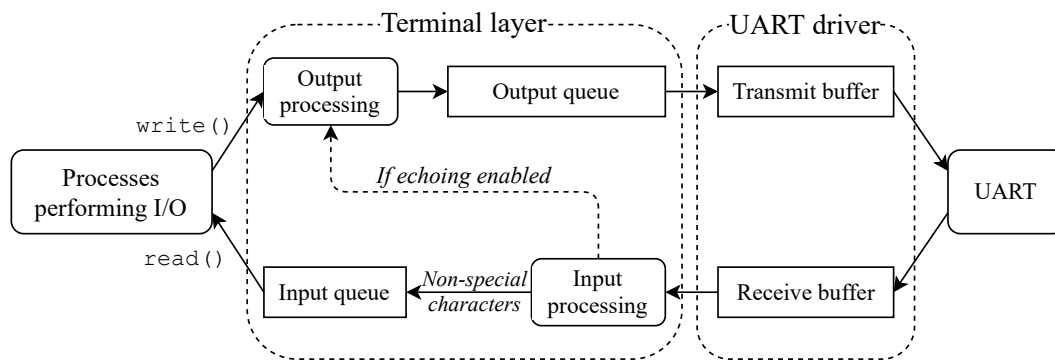 Terminal layer
UART driver
Output
processing
Output queue
Transmit buffer
write()
If echoing enabled
Processes
performing I/O
UART
read()
Input queue
Non-special
characters
Input
processing
Receive buffer